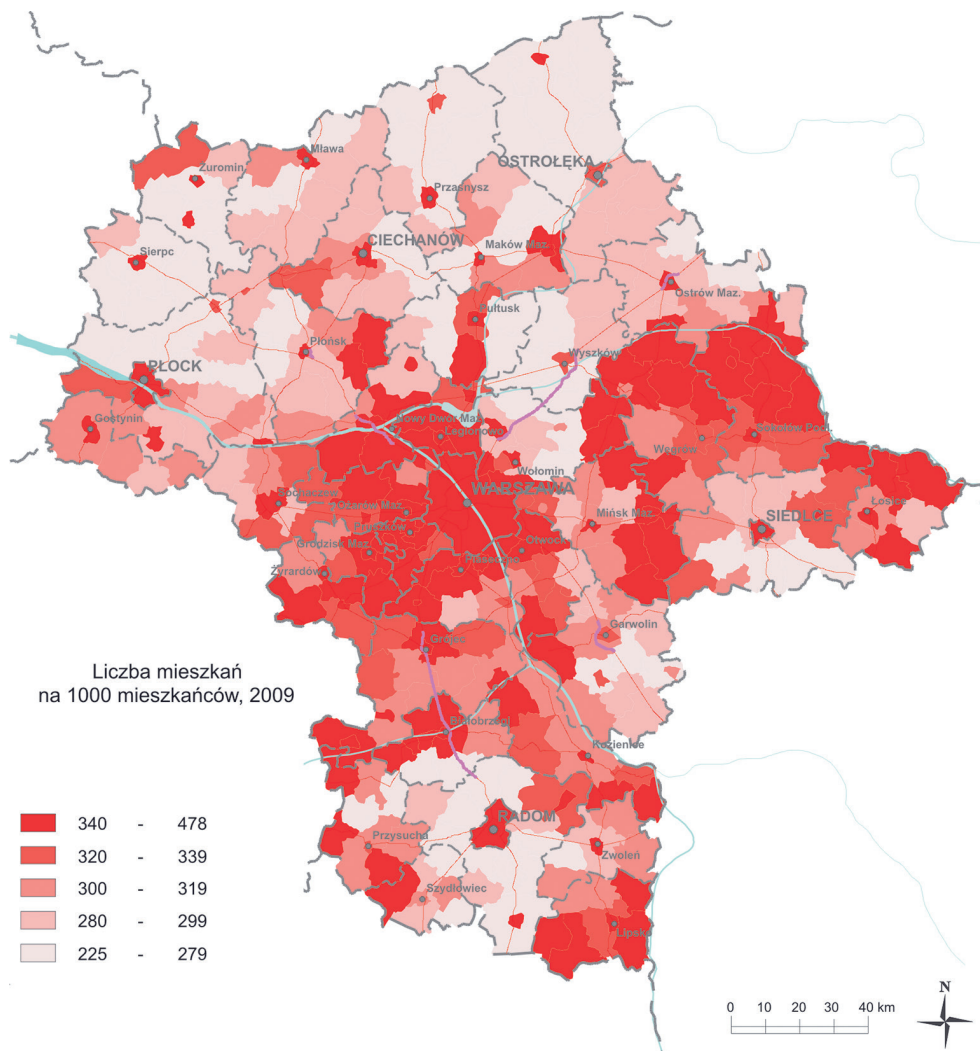 Mława
Żuromin
OSTROŁĘKA
Przasnysz
CIECHANÓW
Maków Maz.
Sierpc
Ostrów Maz.
Pułtusk
Płońsk
Wyszków
PŁOCK
Nowy Dwór Maz.
Gostynin
Legionowo
Sokołów Podl.
Węgrów
Wołomin
WARSZAWA
Sochaczew
Ożarów Maz.
Łosice
Mińsk Maz.
SIEDLCE
Pruszków
Otwock
Grodzisk Maz.
Piaseczno
Żyrardów
Garwolin
Grójec
Liczba mieszkań
na 1000 mieszkańców, 2009
Białobrzegi
Kozienice
RADOM
340 - 478
Przysucha
320 - 339
Zwoleń
300 - 319
Szydłowiec
280 - 299
Lipsko
225 - 279
N
0 10 20 30 40 km